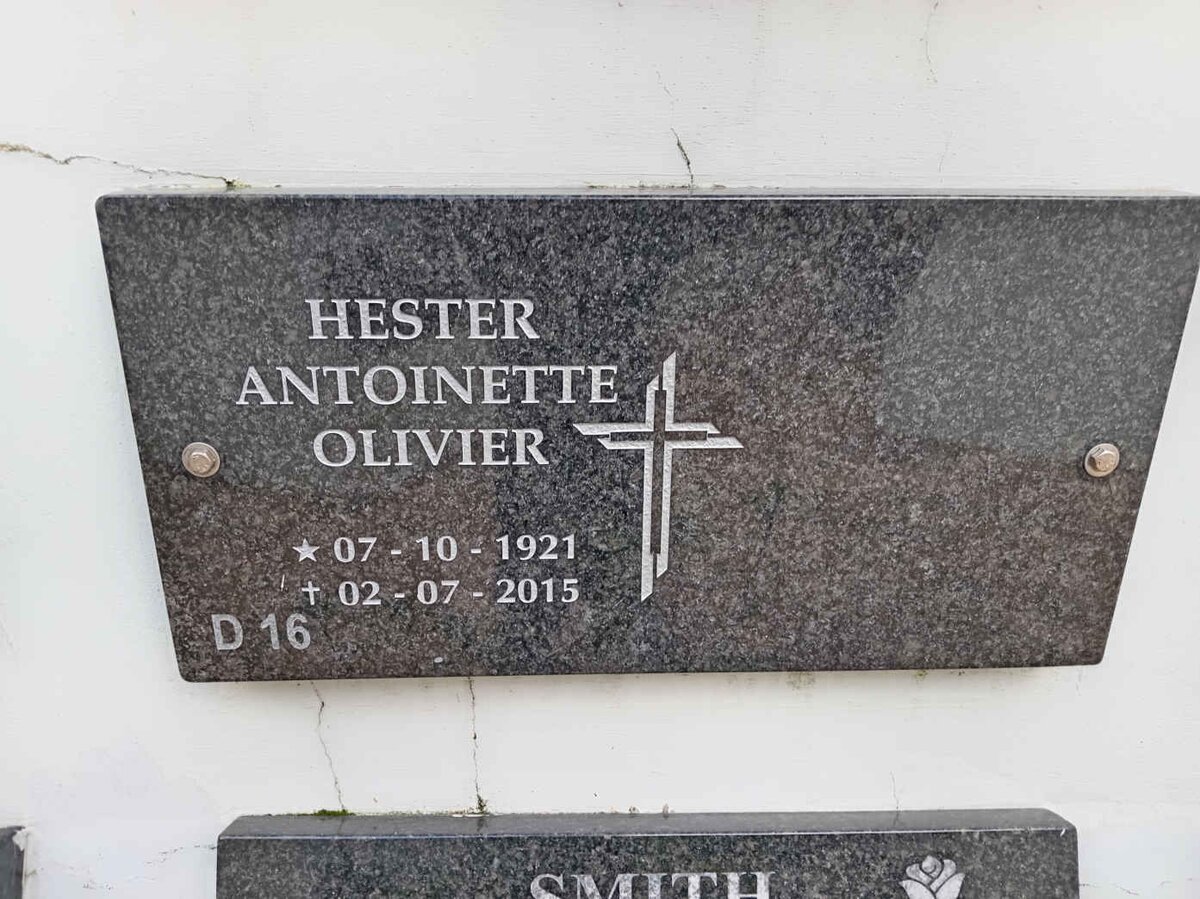 HESTER
ANTOINETTE
OLIVIER
★ 07 - 10 - 1921
✝ 02 - 07 - 2015
D 16
SMITH